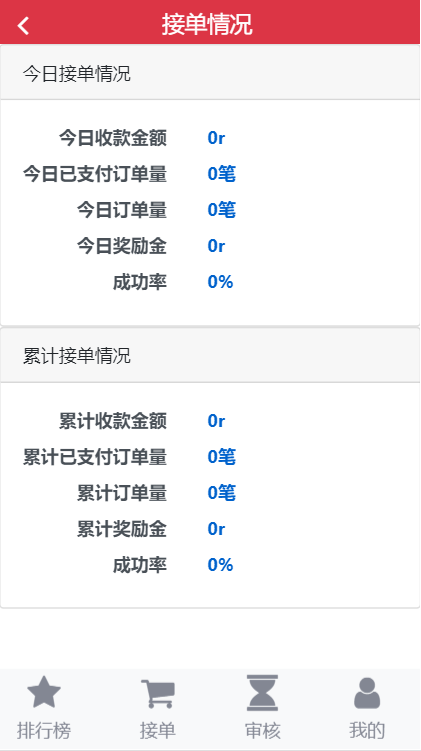 接单情况
今日接单情况
今日收款金额 0r
今日已支付订单量 0笔
今日订单量 0笔
今日奖励金 0r
成功率 0%
累计接单情况
累计收款金额 0r
累计已支付订单量 0笔
累计订单量 0笔
累计奖励金 0r
成功率 0%
排行榜 接单 审核 我的